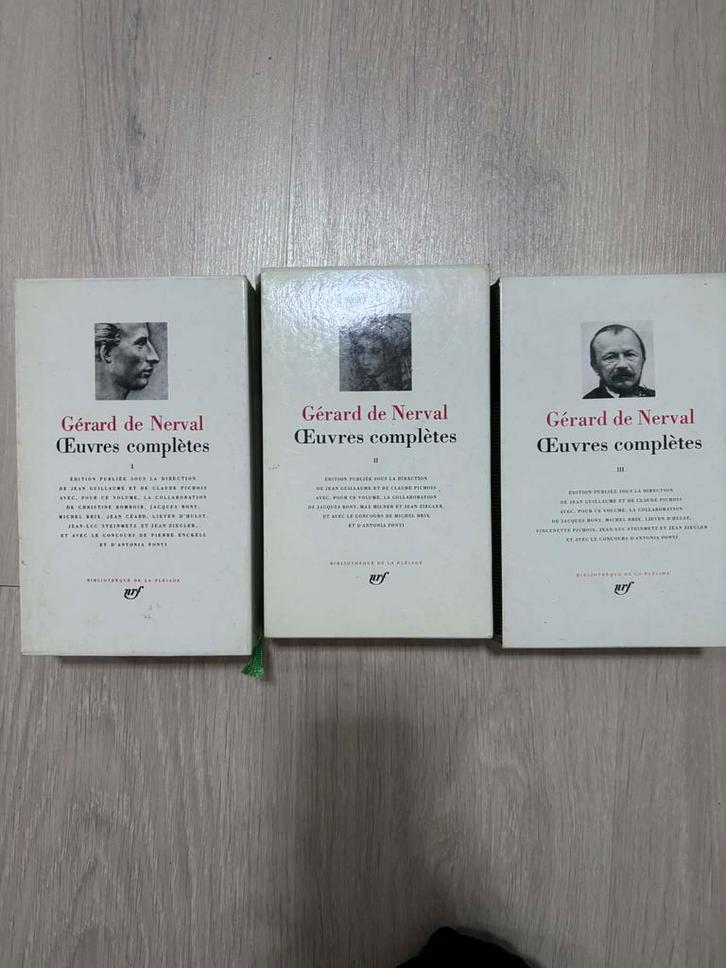 Gérard de Nerval
Œuvres complètes
I
ÉDITION PUBLIÉE SOUS LA DIRECTION
DE JEAN GUILLAUME ET DE CLAUDE PICHOIS
AVEC, POUR CE VOLUME, LA COLLABORATION
DE CHRISTINE BOMBOIR, JACQUES BONY,
MICHEL BRIX, JEAN CÉARD, LIEVEN D'HULST,
JEAN-LUC STEINMETZ ET JEAN ZIEGLER,
ET AVEC LE CONCOURS DE PIERRE ENCKELL
ET D'ANTONIA FONYI
BIBLIOTHÈQUE DE LA PLÉIADE
nrf
Gérard de Nerval
Œuvres complètes
II
ÉDITION PUBLIÉE SOUS LA DIRECTION
DE JEAN GUILLAUME ET DE CLAUDE PICHOIS
AVEC, POUR CE VOLUME, LA COLLABORATION
DE JACQUES BONY, MAX MILNER ET JEAN ZIEGLER,
ET AVEC LE CONCOURS DE MICHEL BRIX
ET D'ANTONIA FONYI
BIBLIOTHÈQUE DE LA PLÉIADE
nrf
Gérard de Nerval
Œuvres complètes
III
ÉDITION PUBLIÉE SOUS LA DIRECTION
DE JEAN GUILLAUME ET DE CLAUDE PICHOIS
AVEC, POUR CE VOLUME, LA COLLABORATION
DE JACQUES BONY, MICHEL BRIX, LIEVEN D'HULST,
VINCENETTE PICHOIS, JEAN-LUC STEINMETZ ET JEAN ZIEGLER
ET AVEC LE CONCOURS D'ANTONIA FONYI
BIBLIOTHÈQUE DE LA PLÉIADE
nrf